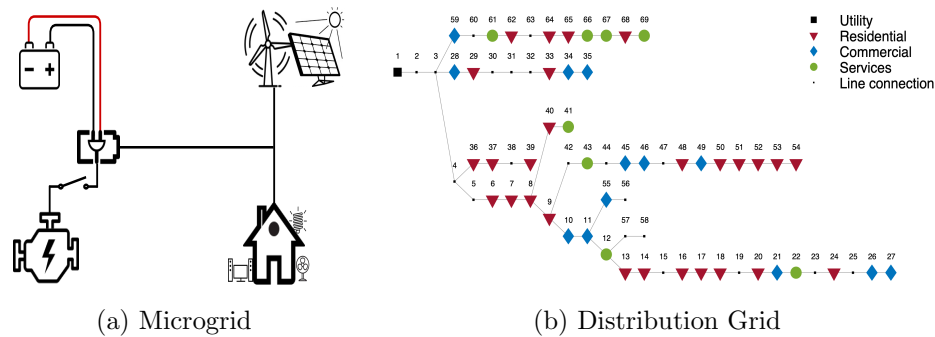 59 60 61 62 63 64 65 66 67 68 69
1 2 3 28 29 30 31 32 33 34 35
40 41
4 36 37 38 39 42 43 44 45 46 47 48 49 50 51 52 53 54
5 6 7 8 9 55 56
10 11 12 57 58
13 14 15 16 17 18 19 20 21 22 23 24 25 26 27
Utility
Residential
Commercial
Services
Line connection
(a) Microgrid
(b) Distribution Grid